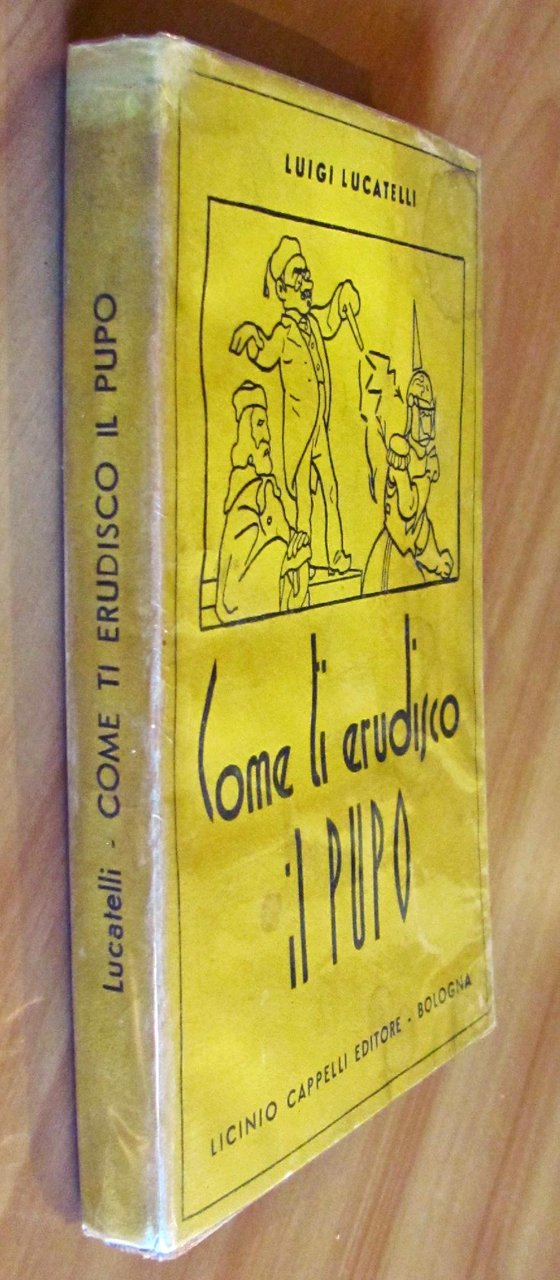 Lucatelli - COME TI ERUDISCO IL PUPO
LUIGI LUCATELLI
Come ti erudisco
il PUPO
LICINIO CAPPELLI EDITORE - BOLOGNA